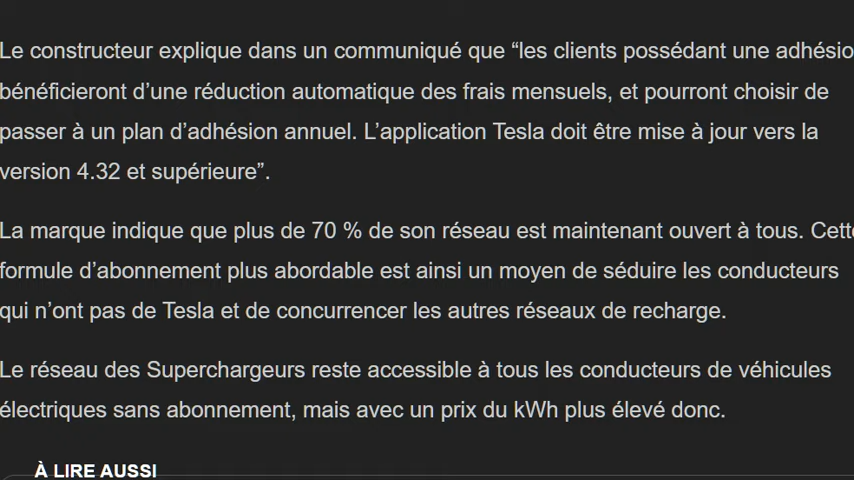 Le constructeur explique dans un communiqué que “les clients possédant une adhésio
bénéficieront d’une réduction automatique des frais mensuels, et pourront choisir de
passer à un plan d’adhésion annuel. L’application Tesla doit être mise à jour vers la
version 4.32 et supérieure”.
La marque indique que plus de 70 % de son réseau est maintenant ouvert à tous. Cette
formule d’abonnement plus abordable est ainsi un moyen de séduire les conducteurs
qui n’ont pas de Tesla et de concurrencer les autres réseaux de recharge.
Le réseau des Superchargeurs reste accessible à tous les conducteurs de véhicules
électriques sans abonnement, mais avec un prix du kWh plus élevé donc.
À LIRE AUSSI